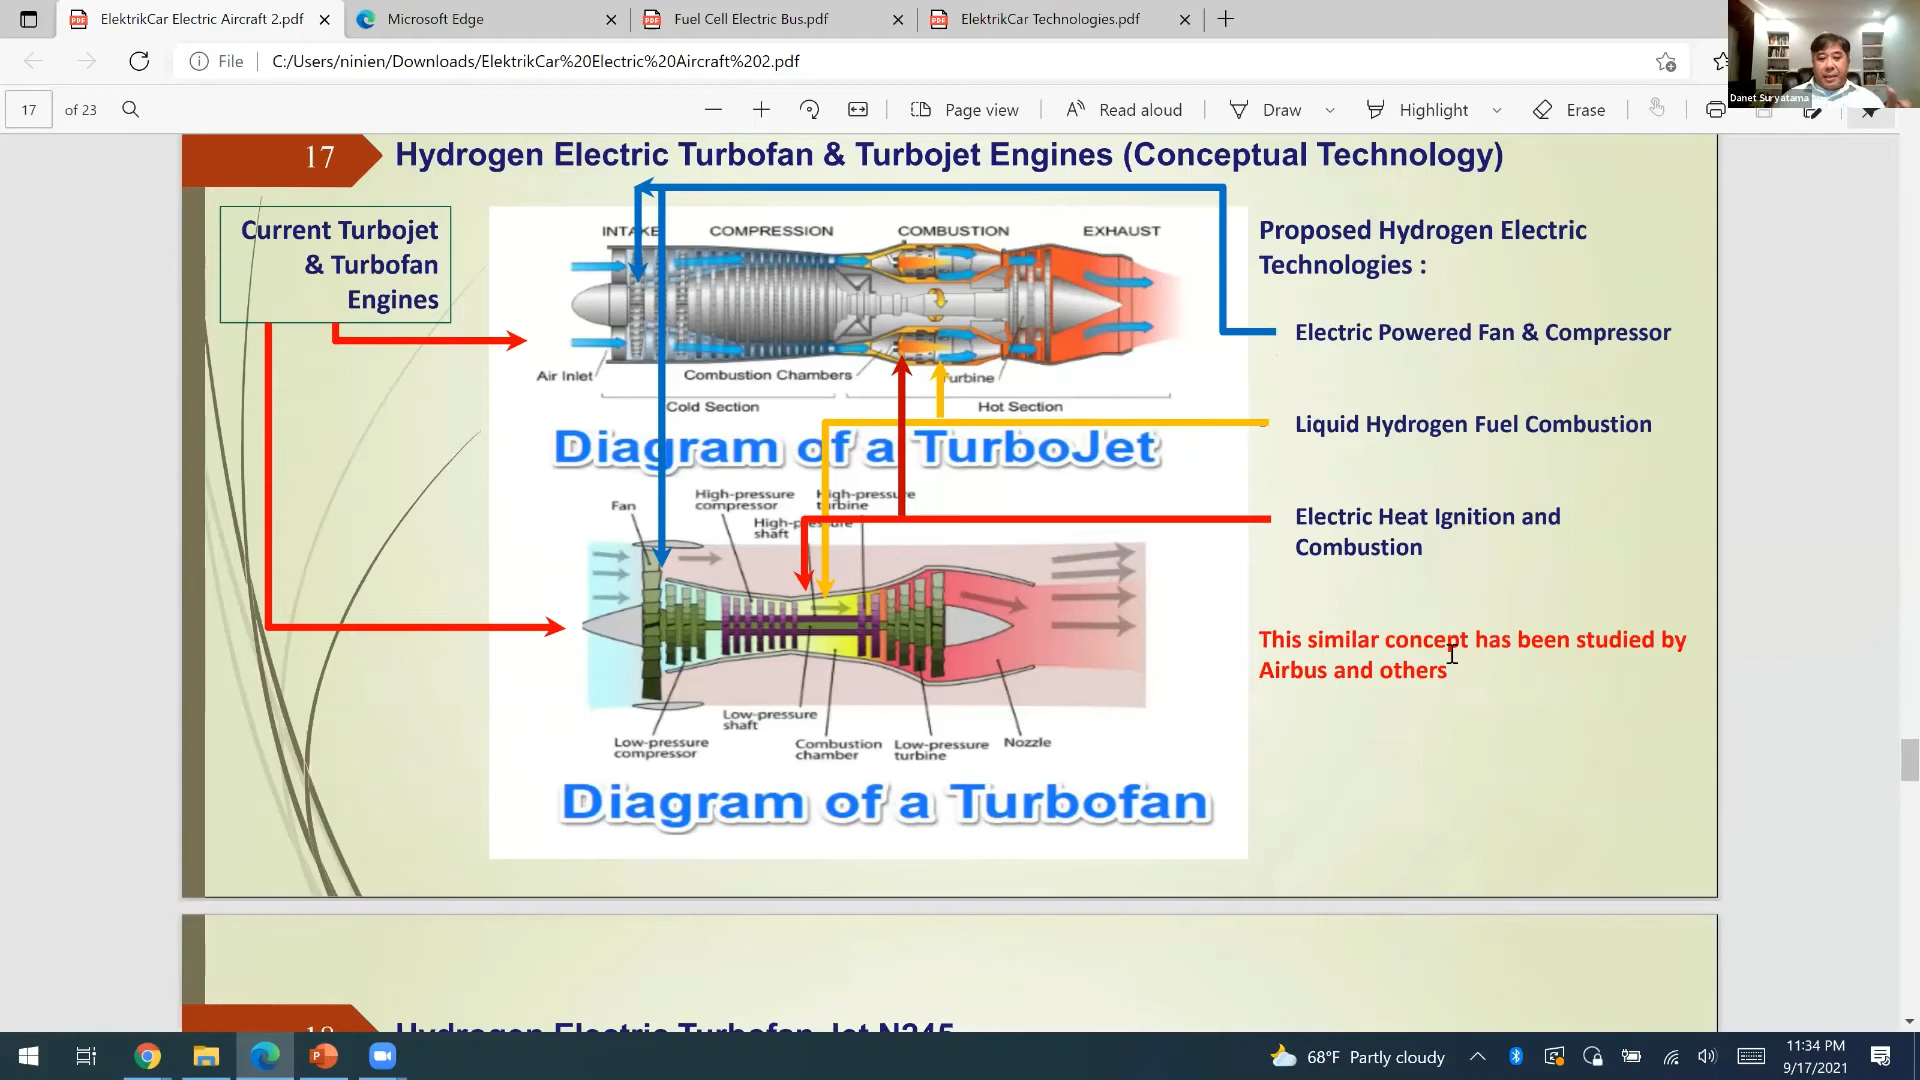 ElektrikCar Electric Aircraft 2.pdf
Microsoft Edge
Fuel Cell Electric Bus.pdf
ElektrikCar Technologies.pdf
File
C:/Users/ninien/Downloads/ElektrikCar%20Electric%20Aircraft%202.pdf
Danet Suryatama
17 of 23
Page view
Read aloud
Draw
Highlight
Erase
17
Hydrogen Electric Turbofan & Turbojet Engines (Conceptual Technology)
Current Turbojet
& Turbofan
Engines
INTAKE
COMPRESSION
COMBUSTION
EXHAUST
Air Inlet
Combustion Chambers
Turbine
Cold Section
Hot Section
Diagram of a TurboJet
Fan
High-pressure
compressor
High-pressure
turbine
High-pressure
shaft
Low-pressure
compressor
Low-pressure
shaft
Combustion
chamber
Low-pressure
turbine
Nozzle
Diagram of a Turbofan
Proposed Hydrogen Electric
Technologies :
Electric Powered Fan & Compressor
Liquid Hydrogen Fuel Combustion
Electric Heat Ignition and
Combustion
This similar concept has been studied by
Airbus and others
18
Hydrogen Electric Turbofan Jet N245
68°F Partly cloudy
11:34 PM
9/17/2021